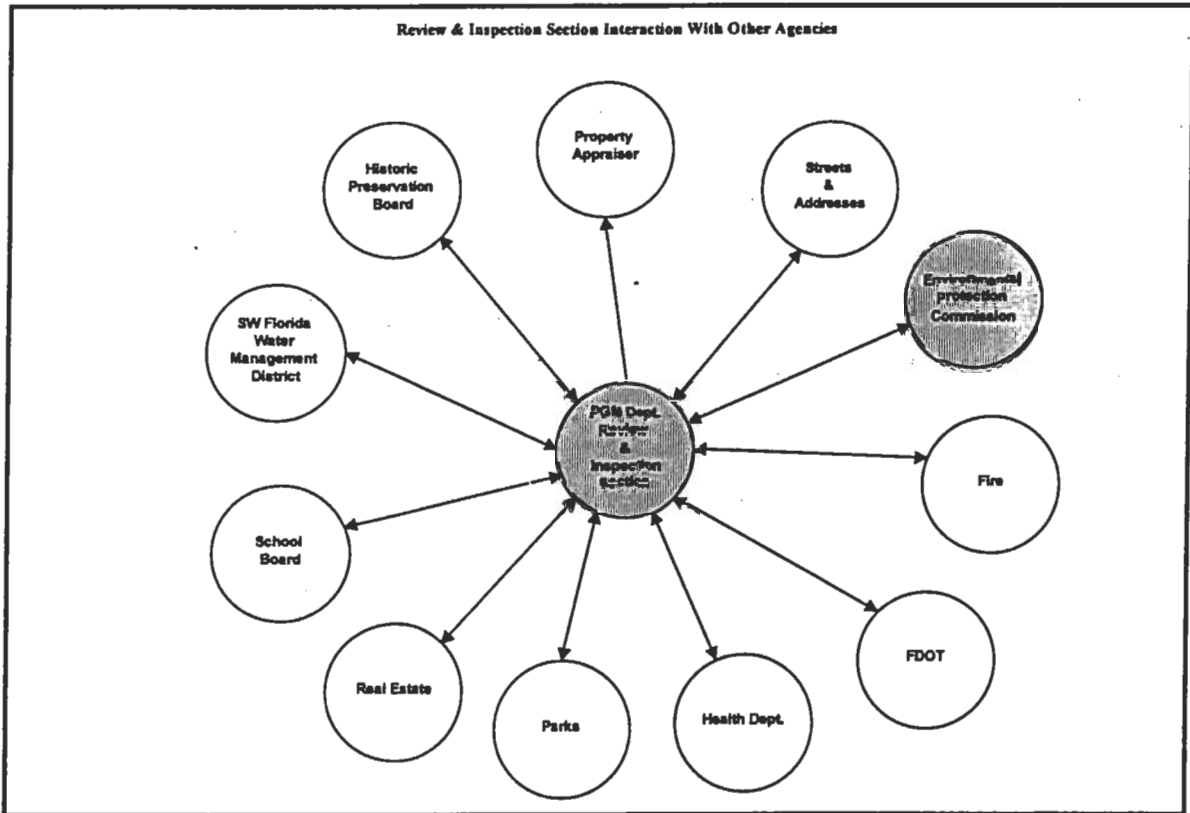 Review & Inspection Section Interaction With Other Agencies
Property
Appraiser
Historic
Preservation
Board
Streets
&
Addresses
Environmental
protection
Commission
SW Florida
Water
Management
District
PGM Dept.
Review
&
Inspection
section
Fire
School
Board
FDOT
Real Estate
Parks
Health Dept.